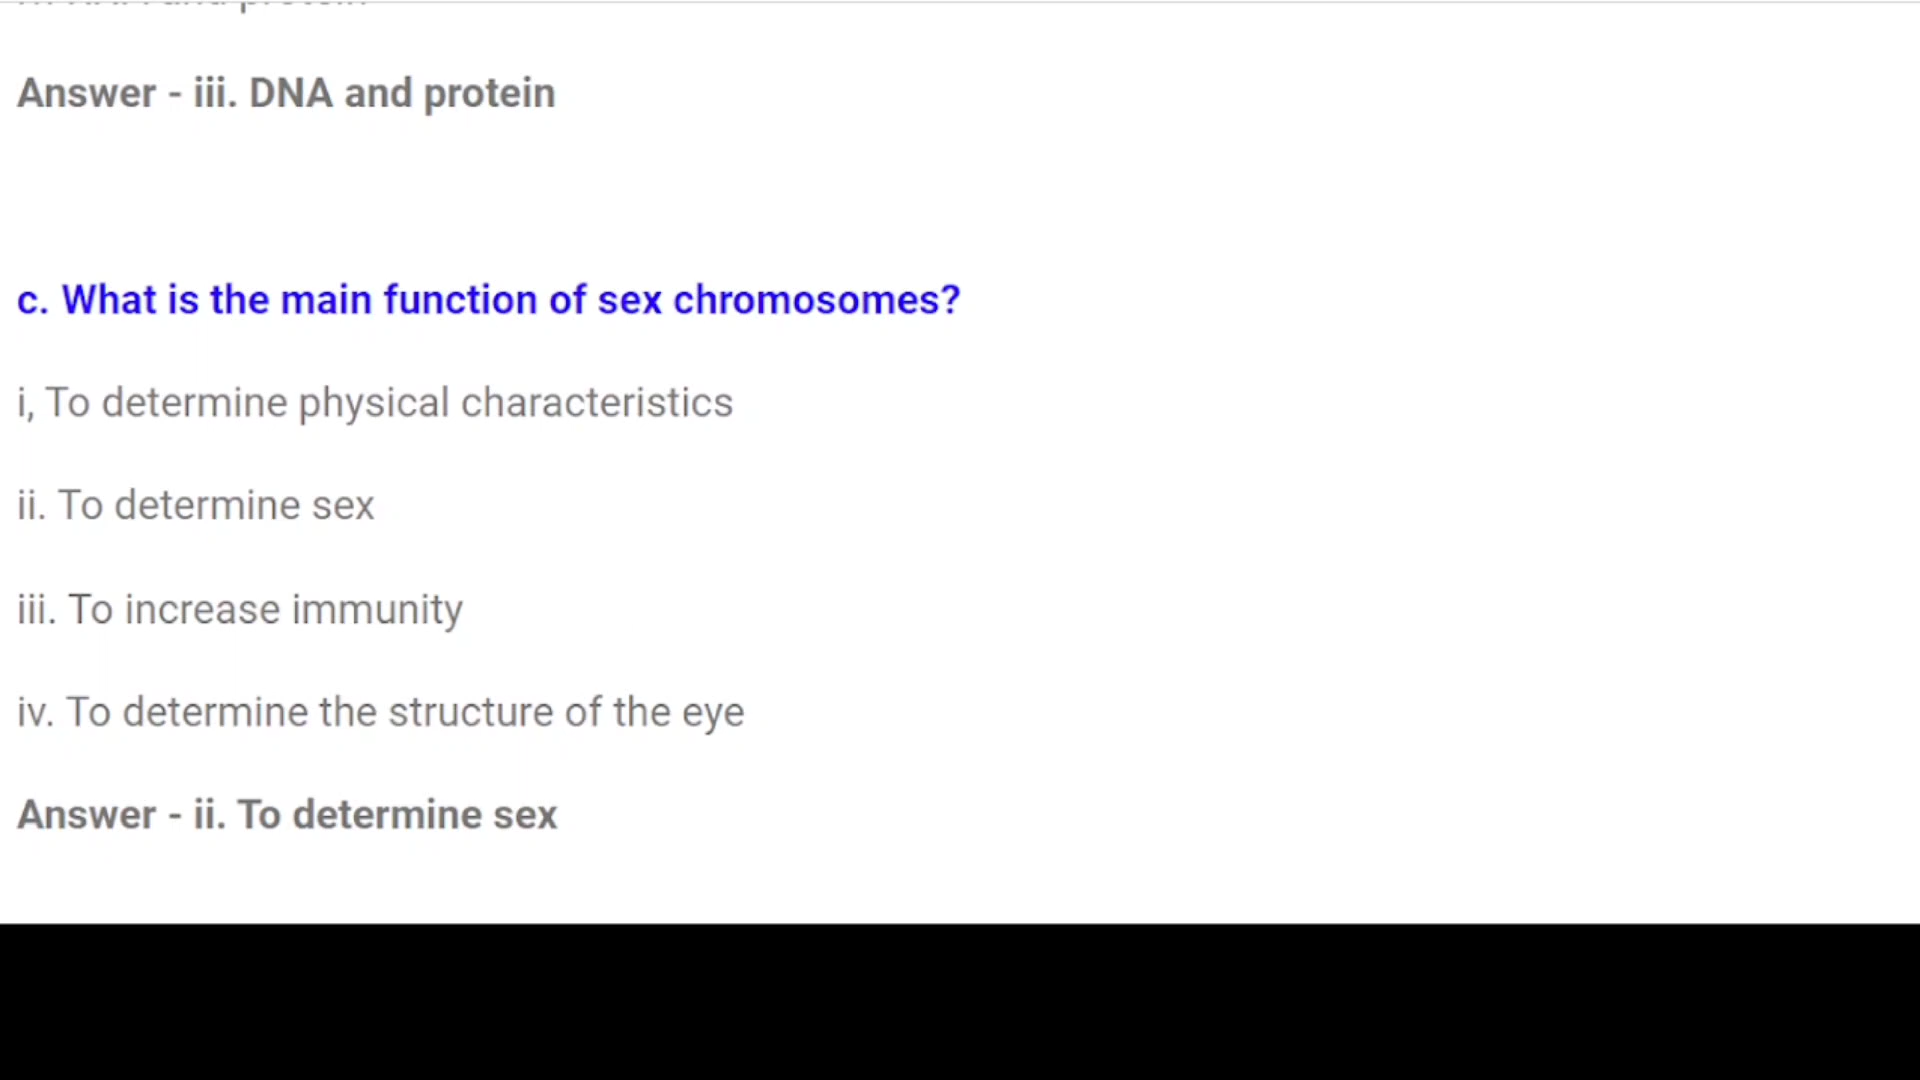 Answer - iii. DNA and protein
c. What is the main function of sex chromosomes?
i, To determine physical characteristics
ii. To determine sex
iii. To increase immunity
iv. To determine the structure of the eye
Answer - ii. To determine sex